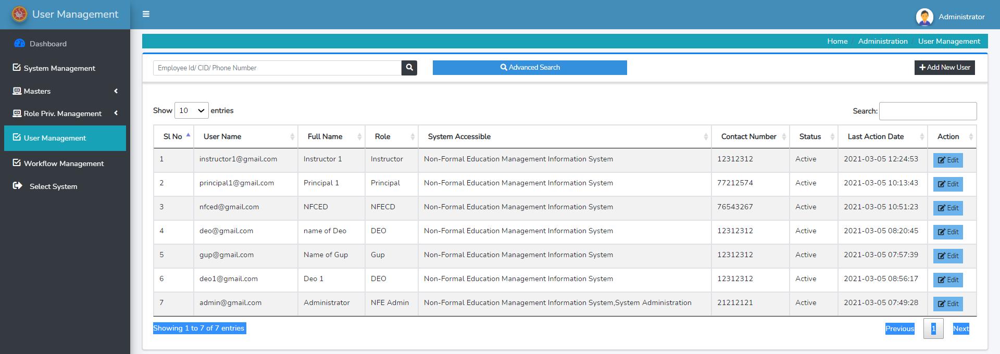 User Management
Administrator
Dashboard
System Management
Masters
Role Priv. Management
User Management
Workflow Management
Select System
Home / Administration / User Management
Employee Id/ CID/ Phone Number
Advanced Search
Add New User
Show 10 entries
Search:
Sl No User Name Full Name Role System Accessible Contact Number Status Last Action Date Action
1 instructor1@gmail.com Instructor 1 Instructor Non-Formal Education Management Information System 12312312 Active 2021-03-05 12:24:53 Edit
2 principal1@gmail.com Principal 1 Principal Non-Formal Education Management Information System 77212574 Active 2021-03-05 10:13:43 Edit
3 nfced@gmail.com NFCED NFECD Non-Formal Education Management Information System 76543267 Active 2021-03-05 10:51:23 Edit
4 deo@gmail.com name of Deo DEO Non-Formal Education Management Information System 12312312 Active 2021-03-05 08:20:45 Edit
5 gup@gmail.com Name of Gup Gup Non-Formal Education Management Information System 12312312 Active 2021-03-05 07:57:39 Edit
6 deo1@gmail.com Deo 1 DEO Non-Formal Education Management Information System 12312312 Active 2021-03-05 08:56:17 Edit
7 admin@gmail.com Administrator NFE Admin Non-Formal Education Management Information System,System Administration 21212121 Active 2021-03-05 07:49:28 Edit
Showing 1 to 7 of 7 entries
Previous 1 Next